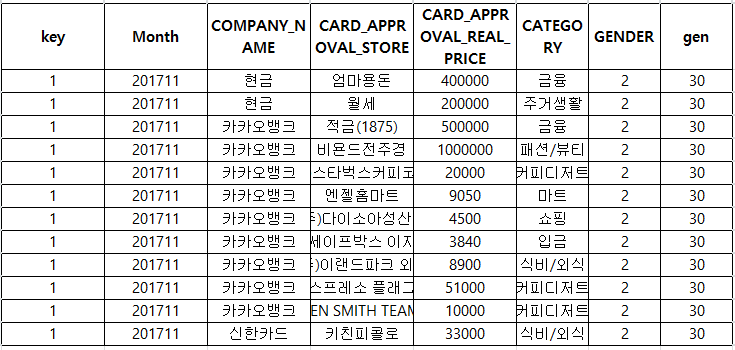 key Month COMPANY_NAME CARD_APPROVAL_STORE CARD_APPROVAL_REAL_PRICE CATEGORY GENDER gen
1 201711 현금 엄마용돈 400000 금융 2 30
1 201711 현금 월세 200000 주거생활 2 30
1 201711 카카오뱅크 적금(1875) 500000 금융 2 30
1 201711 카카오뱅크 비욘드전주경 1000000 패션/뷰티 2 30
1 201711 카카오뱅크 스타벅스커피코 20000 커피디저트 2 30
1 201711 카카오뱅크 엔젤홈마트 9050 마트 2 30
1 201711 카카오뱅크 )다이소아성산 4500 쇼핑 2 30
1 201711 카카오뱅크 세이프박스 이자 3840 입금 2 30
1 201711 카카오뱅크 )이랜드파크 외 8900 식비/외식 2 30
1 201711 카카오뱅크 스프레소 플래그 51000 커피디저트 2 30
1 201711 카카오뱅크 EN SMITH TEAM 10000 커피디저트 2 30
1 201711 신한카드 키친피콜로 33000 식비/외식 2 30